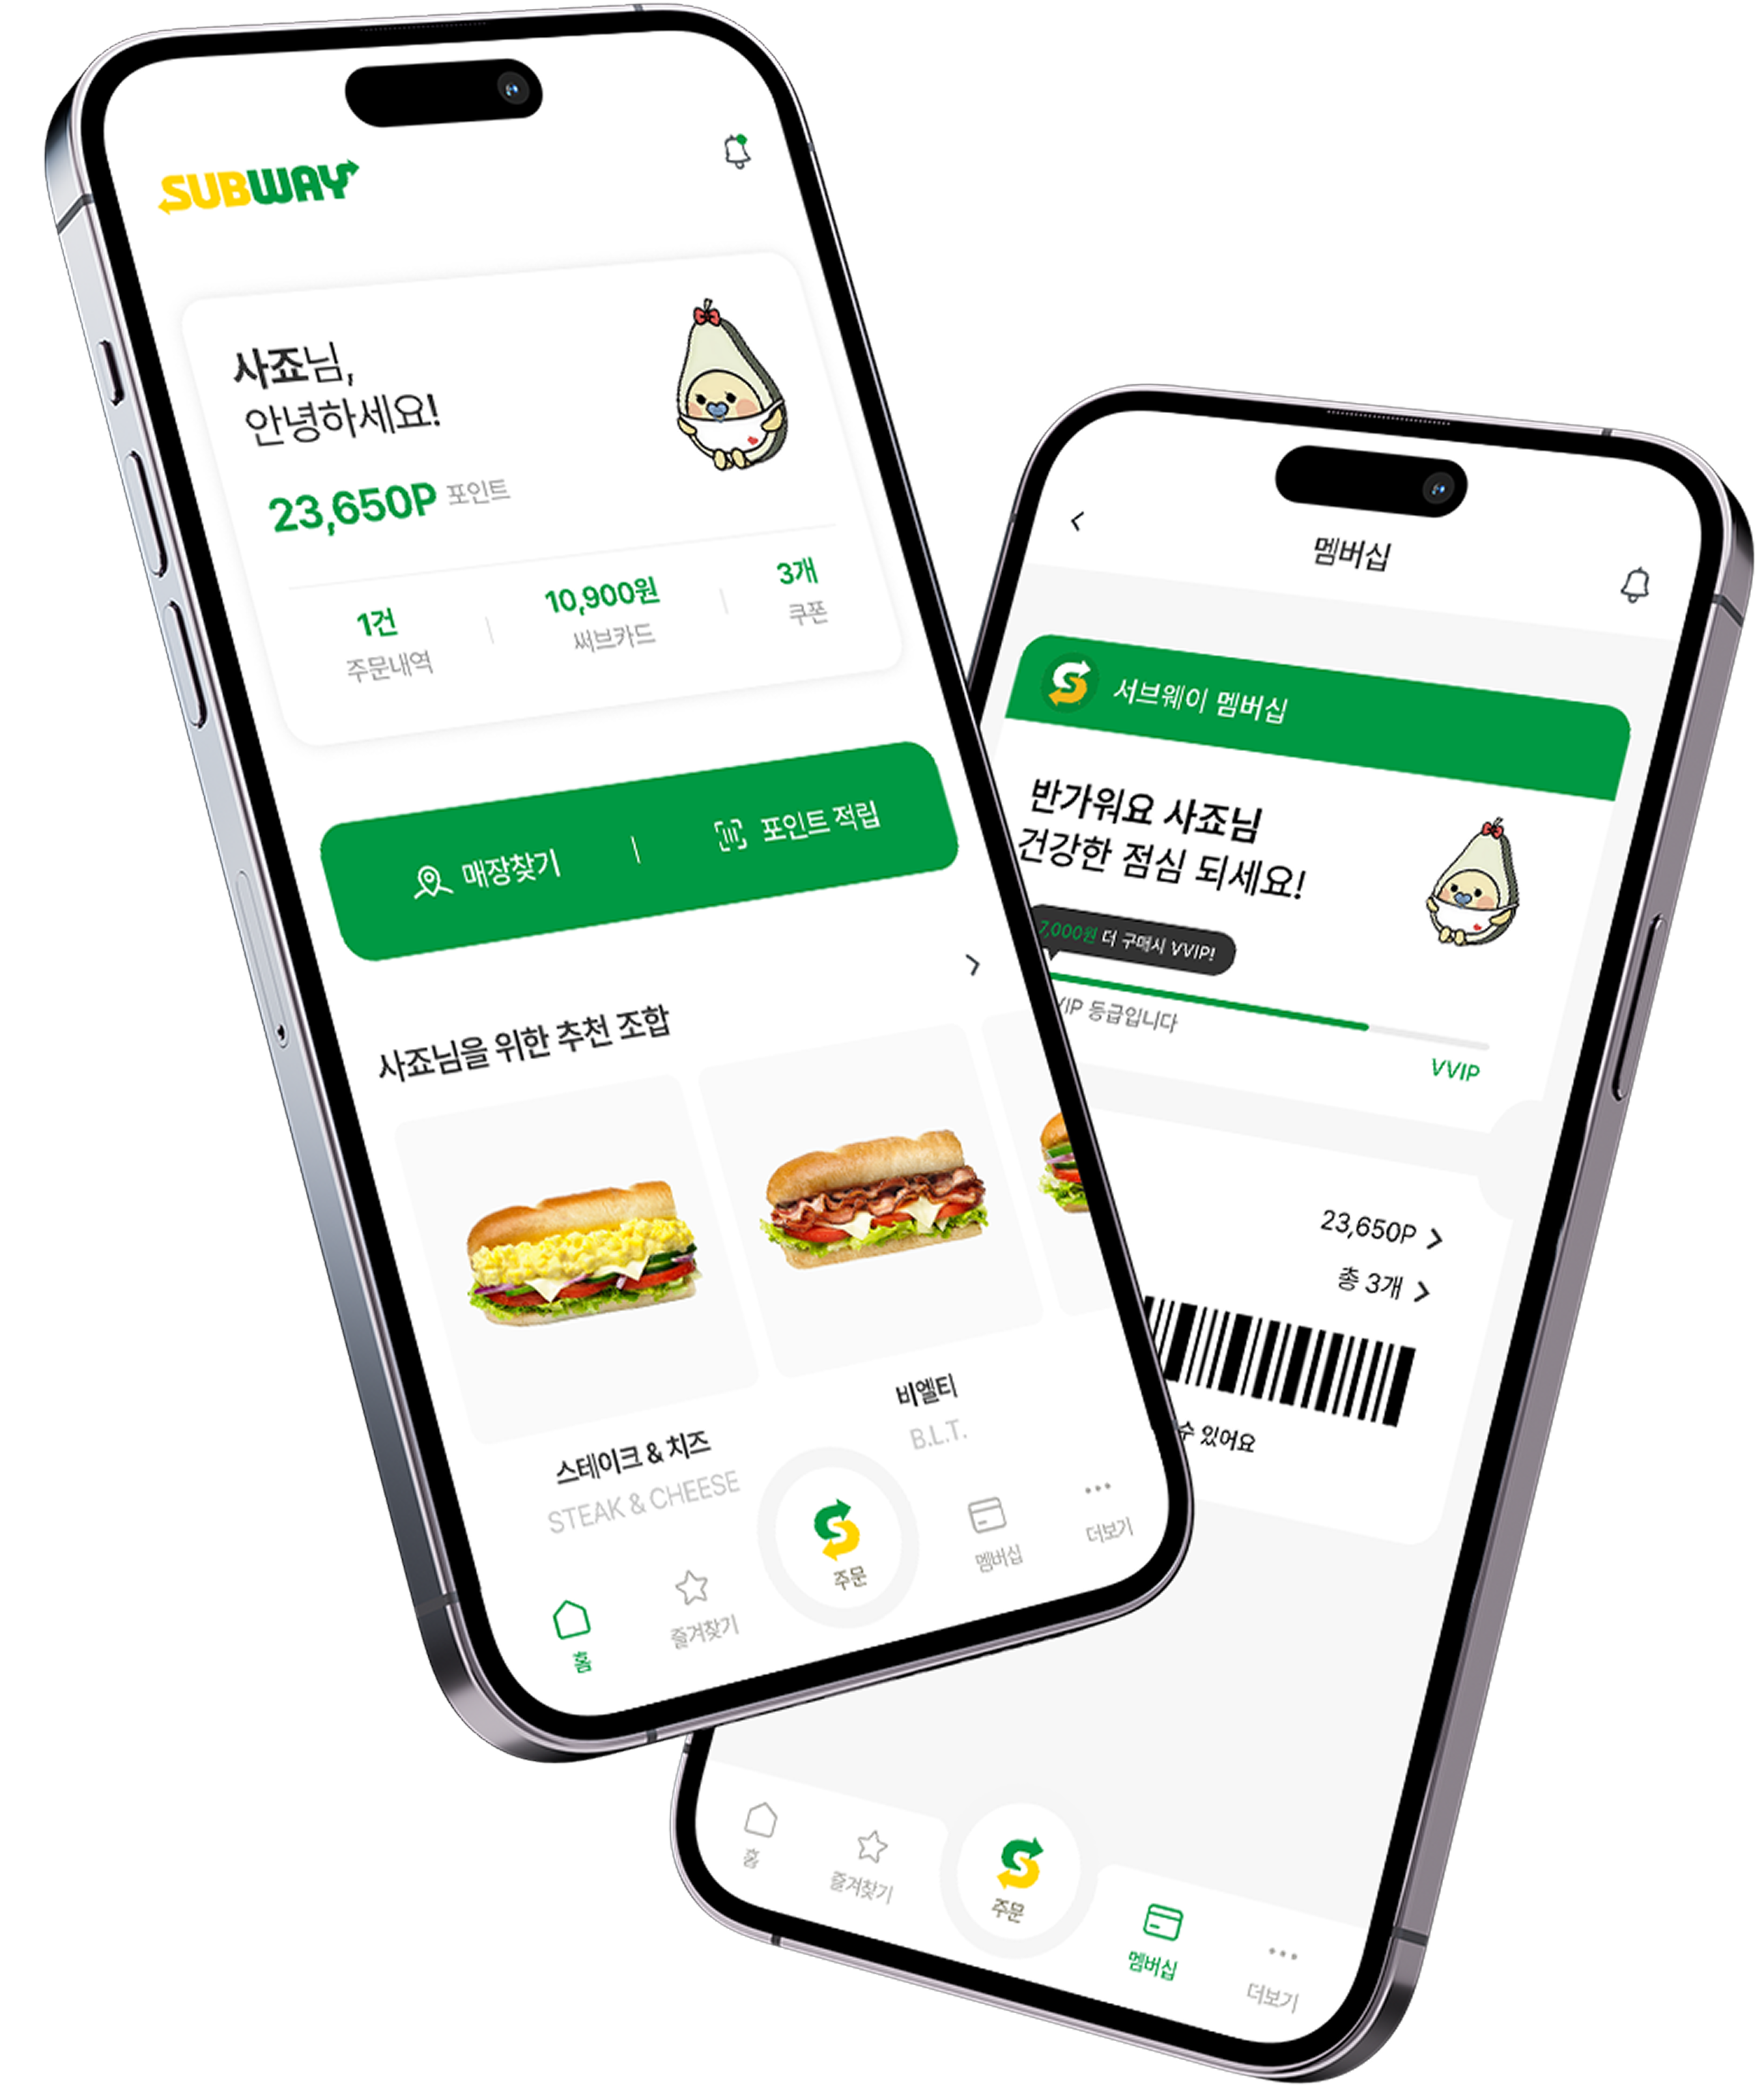 SUBWAY
사죠님,
안녕하세요!
23,650P 포인트
1건
주문내역
10,900원
써브카드
3개
쿠폰
매장찾기
포인트 적립
사죠님을 위한 추천 조합
스테이크 & 치즈
STEAK & CHEESE
비엘티
B.L.T.
홈
즐겨찾기
주문
멤버십
더보기
멤버십
서브웨이 멤버십
반가워요 사죠님
건강한 점심 되세요!
7,000원 더 구매시 VVIP!
VIP 등급입니다
VVIP
23,650P
총 3개
수 있어요
홈
즐겨찾기
주문
멤버십
더보기